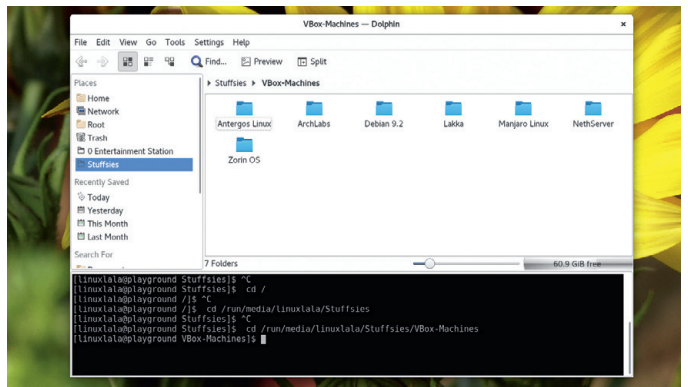 VBox-Machines — Dolphin
File Edit View Go Tools Settings Help
Find... Preview Split
Places
Home
Network
Root
Trash
0 Entertainment Station
Stuffsies
Recently Saved
Today
Yesterday
This Month
Last Month
Search For
Stuffsies VBox-Machines
Antergos Linux ArchLabs Debian 9.2 Lakka Manjaro Linux NethServer
Zorin OS
7 Folders 60.9 GiB free
[linuxlala@playground Stuffsies]$ ^C
[linuxlala@playground Stuffsies]$ cd /
[linuxlala@playground /]$ ^C
[linuxlala@playground /]$ cd /run/media/linuxlala/Stuffsies
[linuxlala@playground Stuffsies]$ ^C
[linuxlala@playground Stuffsies]$ cd /run/media/linuxlala/Stuffsies/VBox-Machines
[linuxlala@playground VBox-Machines]$